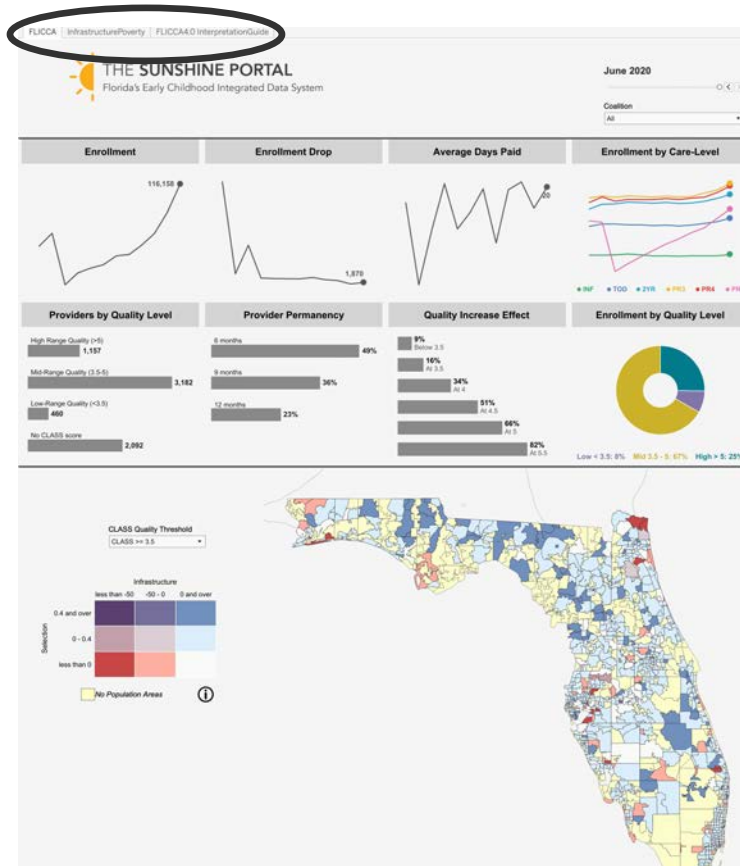 FLICCA InfrastructurePoverty FLICCA4.0 InterpretationGuide
THE SUNSHINE PORTAL
Florida's Early Childhood Integrated Data System
June 2020
Coalition
All
Enrollment
Enrollment Drop
Average Days Paid
Enrollment by Care-Level
116,158
1,870
20
INF TOD 2YR PR3 PR4 PR
Providers by Quality Level
Provider Permanency
Quality Increase Effect
Enrollment by Quality Level
High Range Quality (>5)
1,157
Mid-Range Quality (3.5-5)
3,182
Low-Range Quality (<3.5)
460
No CLASS score
2,092
6 months
49%
9 months
36%
12 months
23%
9%
Below 3.5
16%
At 3.5
34%
At 4
51%
At 4.5
66%
At 5
82%
At 5.5
Low < 3.5: 8% Mid 3.5 - 5: 67% High > 5: 25%
CLASS Quality Threshold
CLASS >= 3.5
Infrastructure
less than -50 -50 - 0 0 and over
Selection
0.4 and over
0 - 0.4
less than 0
No Population Areas